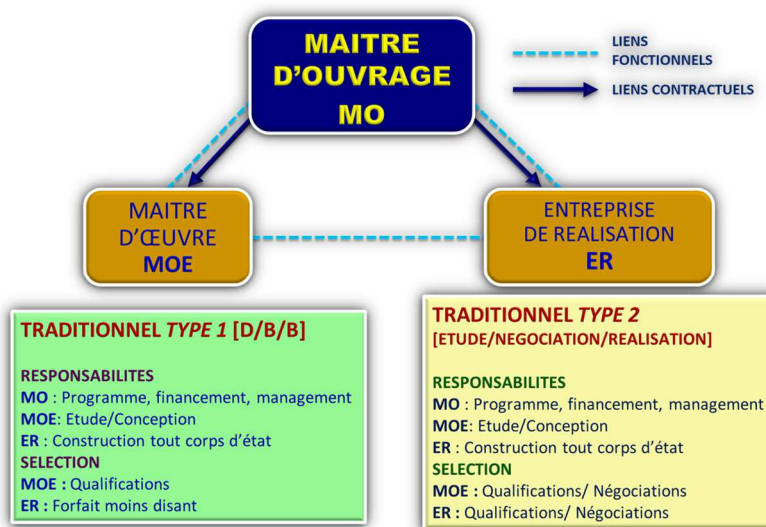 MAITRE
D'OUVRAGE
MO
LIENS
FONCTIONNELS
LIENS CONTRACTUELS
MAITRE
D'ŒUVRE
MOE
ENTREPRISE
DE REALISATION
ER
TRADITIONNEL TYPE 1 [D/B/B]
RESPONSABILITES
MO : Programme, financement, management
MOE: Etude/Conception
ER : Construction tout corps d'état
SELECTION
MOE : Qualifications
ER : Forfait moins disant
TRADITIONNEL TYPE 2
[ETUDE/NEGOCIATION/REALISATION]
RESPONSABILITES
MO : Programme, financement, management
MOE: Etude/Conception
ER : Construction tout corps d'état
SELECTION
MOE : Qualifications/ Négociations
ER : Qualifications/ Négociations